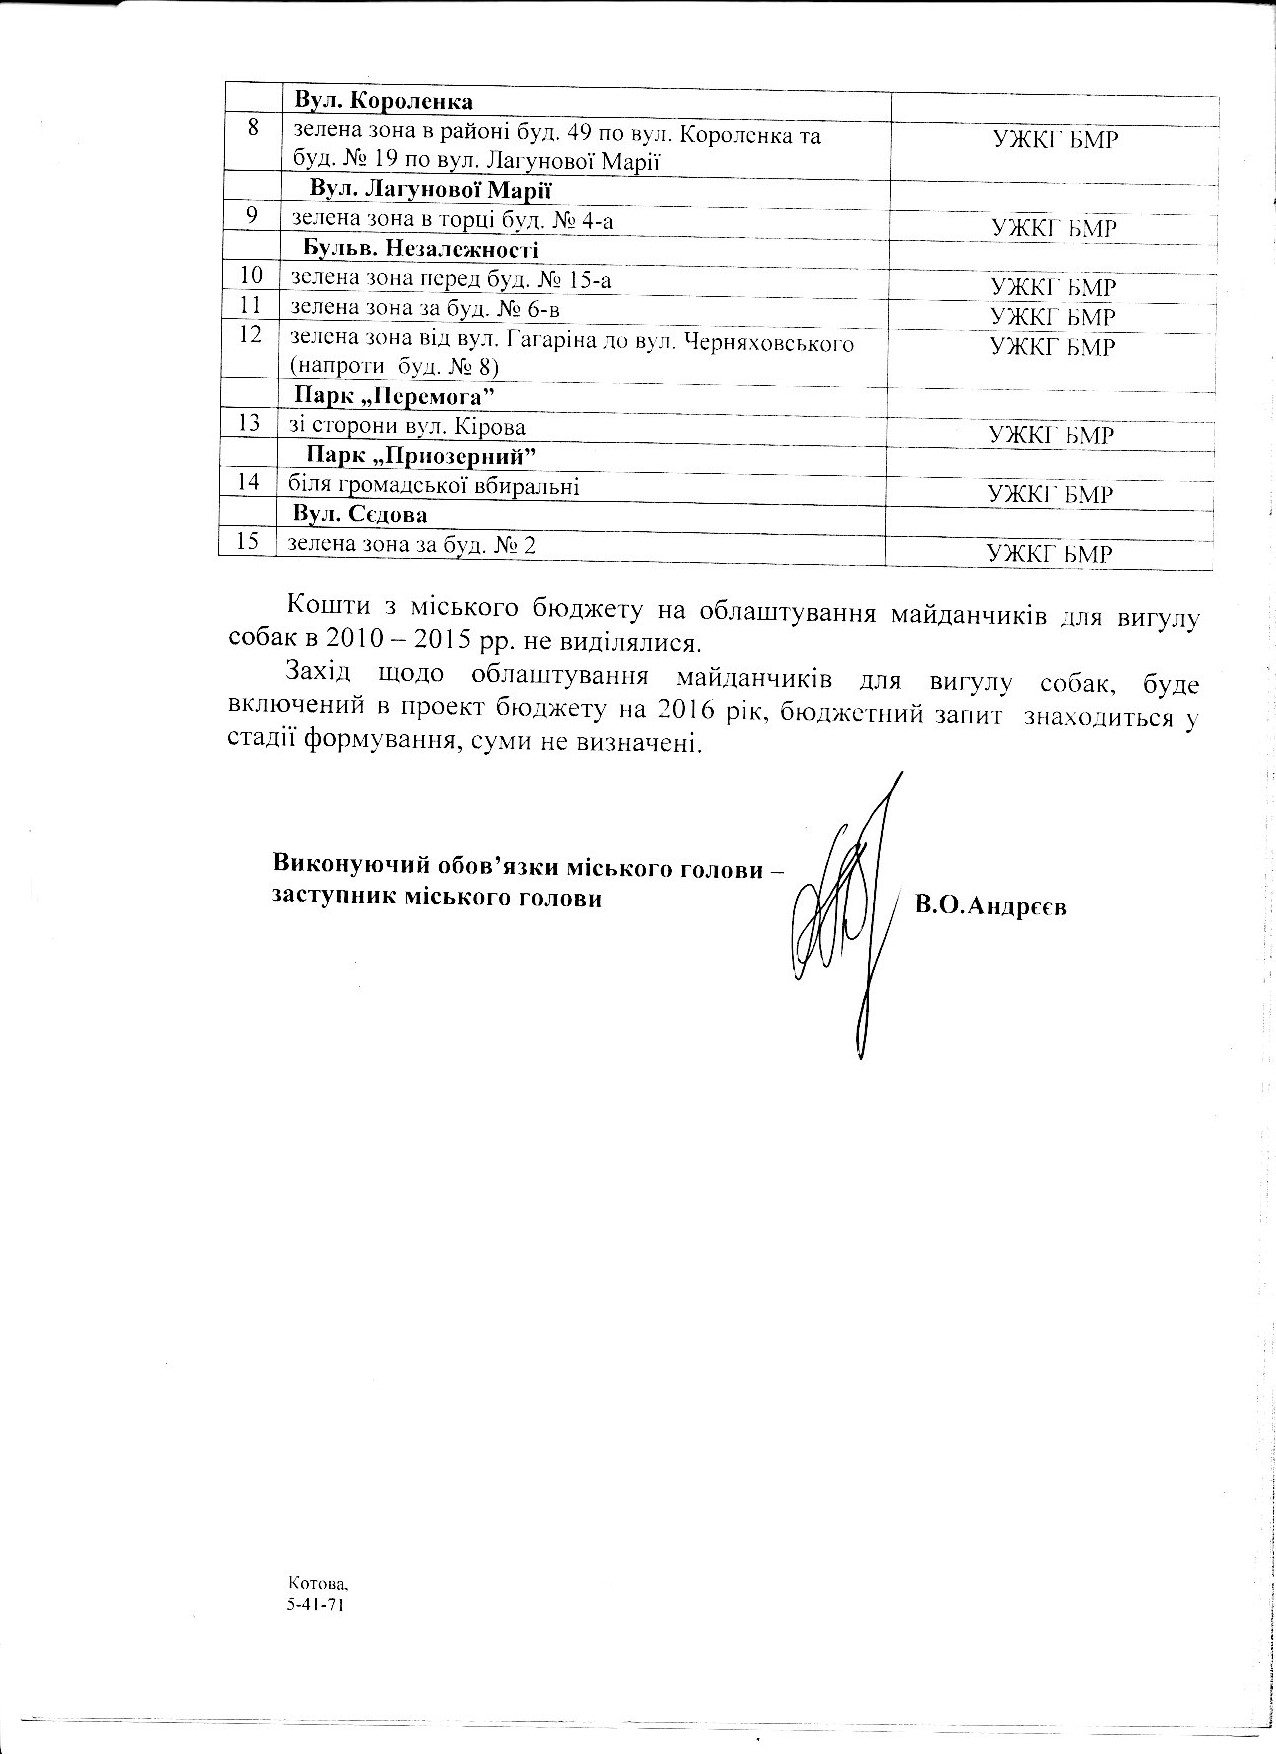 Вул. Короленка
8 зелена зона в районі буд. 49 по вул. Короленка та УЖКГ БМР
буд. № 19 по вул. Лагунової Марії
Вул. Лагунової Марії
9 зелена зона в торці буд. № 4-а УЖКГ БМР
Бульв. Незалежності
10 зелена зона перед буд. № 15-а УЖКГ БМР
11 зелена зона за буд. № 6-в УЖКГ БМР
12 зелена зона від вул. Гагаріна до вул. Черняховського УЖКГ БМР
(напроти буд. № 8)
Парк „Перемога”
13 зі сторони вул. Кірова УЖКГ БМР
Парк „Приозерний”
14 біля громадської вбиральні УЖКГ БМР
Вул. Сєдова
15 зелена зона за буд. № 2 УЖКГ БМР
Кошти з міського бюджету на облаштування майданчиків для вигулу
собак в 2010 – 2015 рр. не виділялися.
Захід щодо облаштування майданчиків для вигулу собак, буде
включений в проект бюджету на 2016 рік, бюджетний запит знаходиться у
стадії формування, суми не визначені.
Виконуючий обов’язки міського голови –
заступник міського голови
В.О.Андрєєв
Котова,
5-41-71